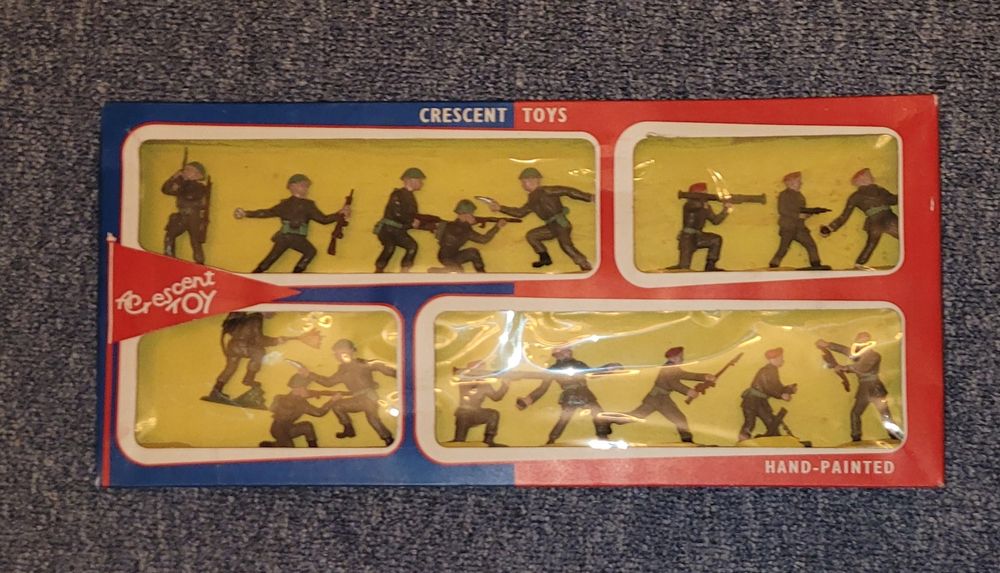 CRESCENT TOYS
A Crescent
TOY
HAND-PAINTED